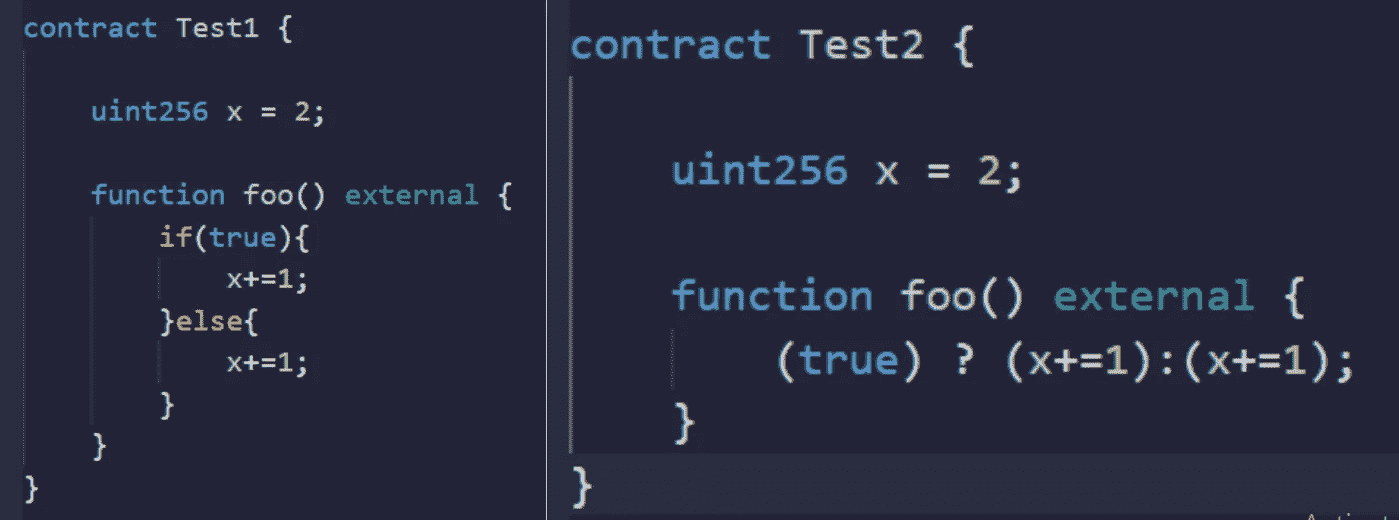 contract Test1 {
uint256 x = 2;
function foo() external {
if(true){
x+=1;
}else{
x+=1;
}
}
}
contract Test2 {
uint256 x = 2;
function foo() external {
(true) ? (x+=1):(x+=1);
}
}